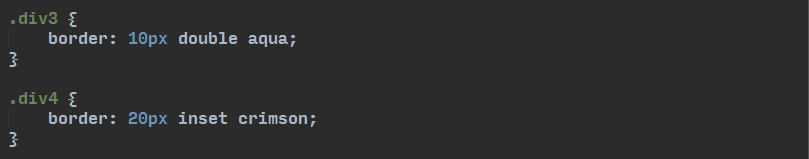 .div3 {
    border: 10px double aqua;
}

.div4 {
    border: 20px inset crimson;
}